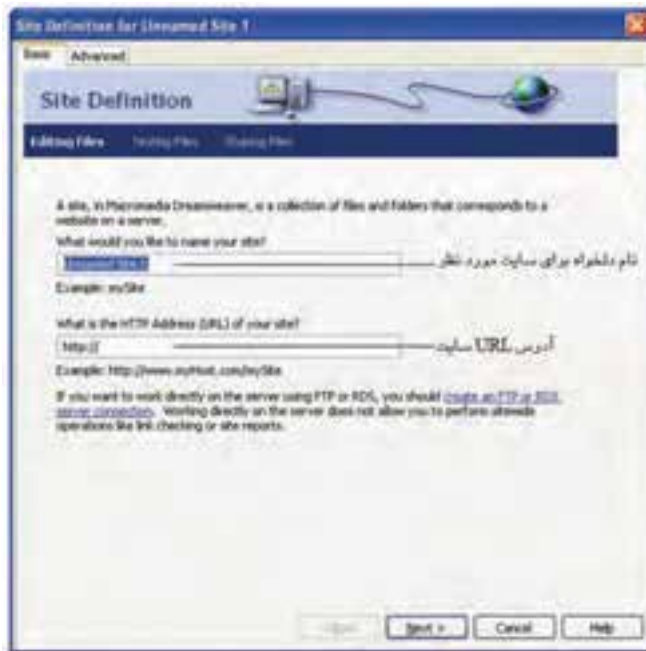 Site Definition for Unnamed Site 1
Basic Advanced
Site Definition
Editing Files Testing Files Sharing Files
A site, in Macromedia Dreamweaver, is a collection of files and folders that corresponds to a
website on a server.
What would you like to name your site?
Unnamed Site 1
نام دلخواه برای سایت مورد نظر
Example: mySite
What is the HTTP Address (URL) of your site?
http://
آدرس URL سایت
Example: http://www.myHost.com/mySite
If you want to work directly on the server using FTP or RDS, you should create an FTP or RDS
server connection. Working directly on the server does not allow you to perform sitewide
operations like link checking or site reports.
< Back Next > Cancel Help